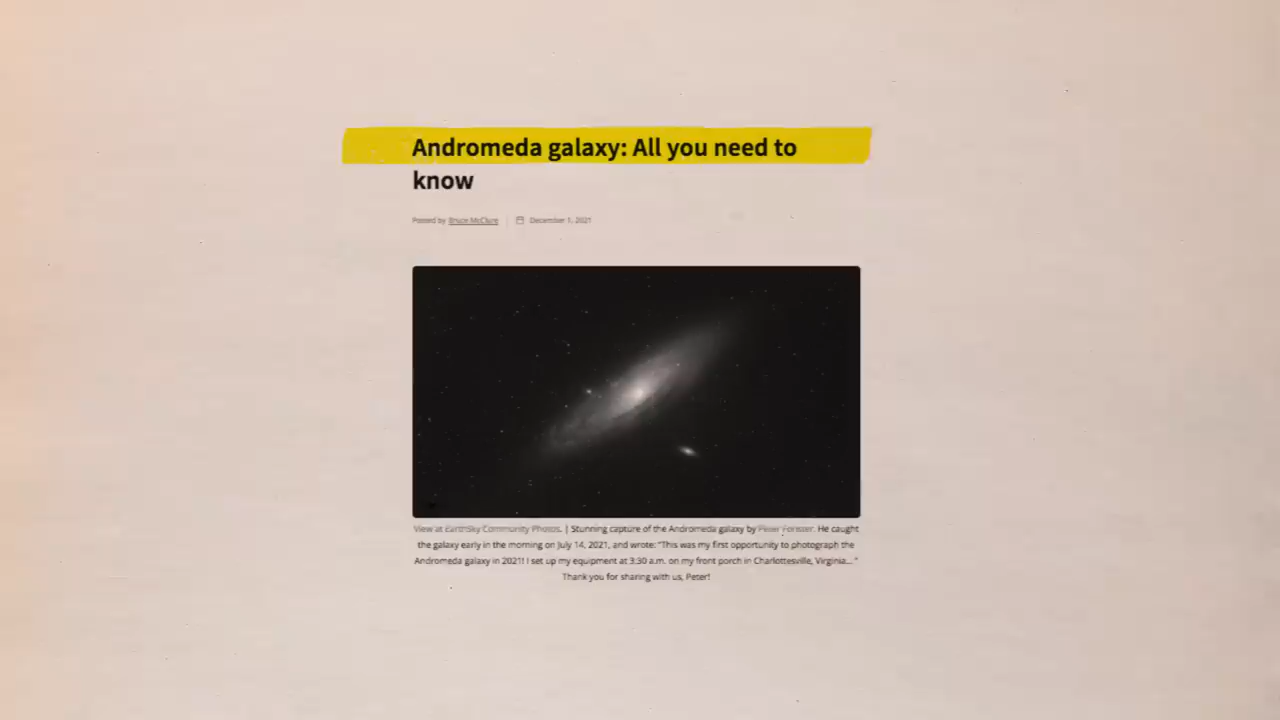 Andromeda galaxy: All you need to
know
Posted by Bruce McClure | December 1, 2021
View at EarthSky Community Photos. | Stunning capture of the Andromeda galaxy by Peter Forister. He caught
the galaxy early in the morning on July 14, 2021, and wrote: "This was my first opportunity to photograph the
Andromeda galaxy in 2021! I set up my equipment at 3:30 a.m. on my front porch in Charlottesville, Virginia... "
Thank you for sharing with us, Peter!